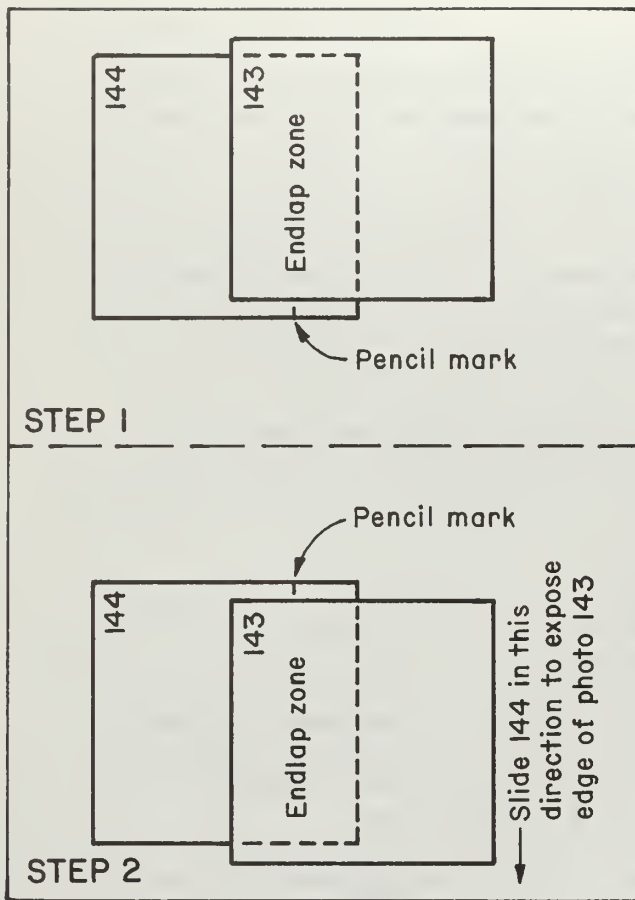 144
143
Endlap zone
Pencil mark
STEP 1
Pencil mark
144
143
Endlap zone
Slide 144 in this
direction to expose
edge of photo 143
STEP 2